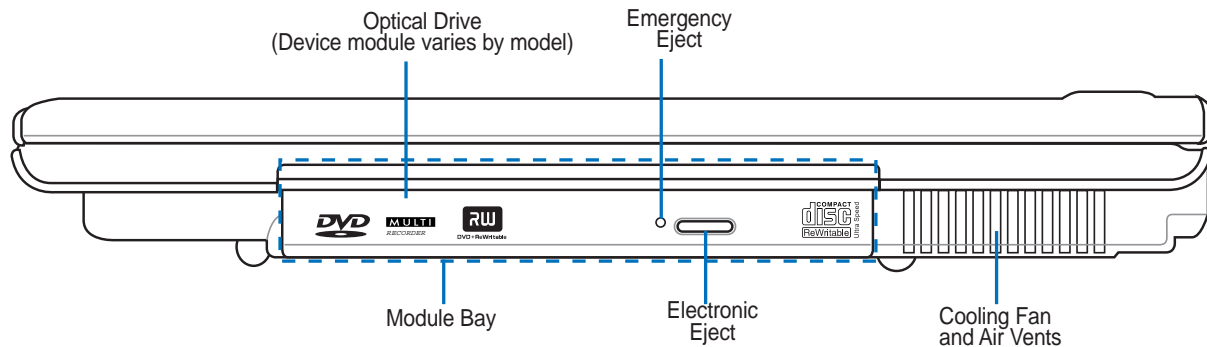 Optical Drive
(Device module varies by model)
Emergency
Eject
DVD
MULTI
RECORDER
RW
DVD+ReWritable
COMPACT
disc
ReWritable
Ultra Speed
Module Bay
Electronic
Eject
Cooling Fan
and Air Vents